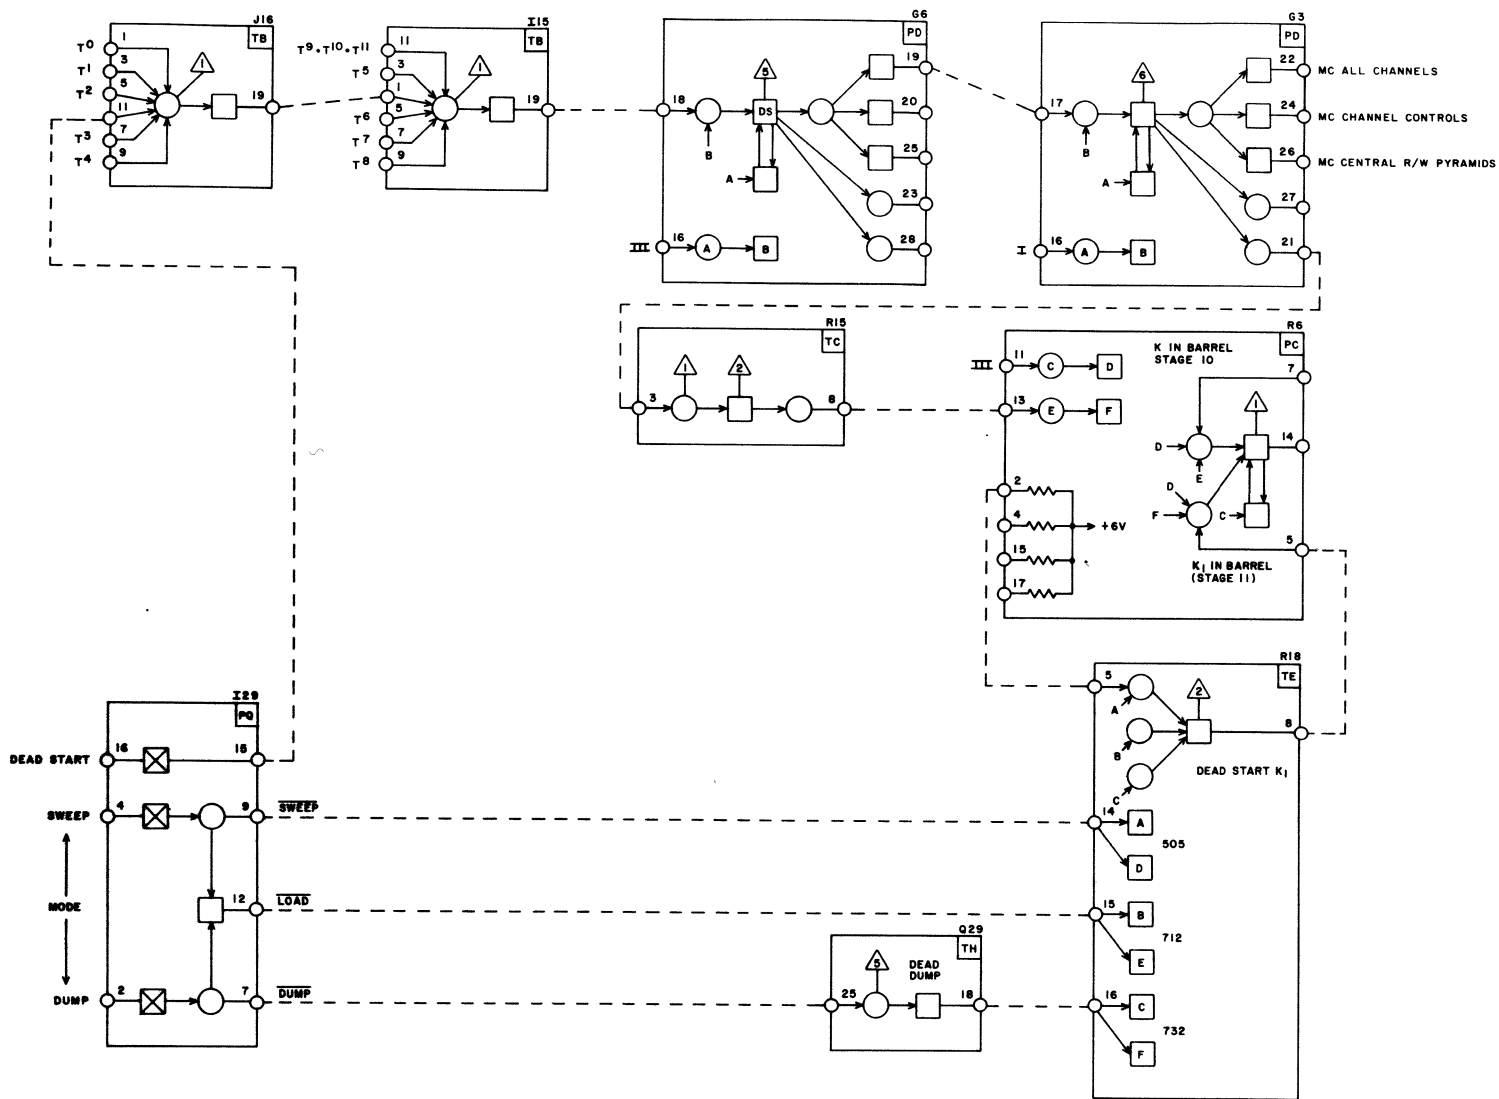 J16
TB
T0
1
T1
3
T2
5
11
T3
7
T4
9
1
19
I15
TB
T9·T10·T11
11
T5
3
1
T6
5
T7
7
T8
9
1
19
G6
PD
18
B
5
DS
A
19
20
25
23
28
III
16
A
B
G3
PD
17
B
6
A
22
MC ALL CHANNELS
24
MC CHANNEL CONTROLS
26
MC CENTRAL R/W PYRAMIDS
27
21
I
16
A
B
R15
TC
3
1
2
8
R6
PC
III
11
C
D
13
E
F
K IN BARREL
STAGE 10
7
1
14
D
E
D
F
C
5
K1 IN BARREL
(STAGE 11)
2
4
15
17
+6V
R18
TE
5
A
B
C
2
8
DEAD START K1
14
A
505
D
15
B
712
E
16
C
732
F
I29
PQ
DEAD START
16
15
SWEEP
4
9
SWEEP
MODE
12
LOAD
DUMP
2
7
DUMP
Q29
TH
25
5
DEAD
DUMP
18